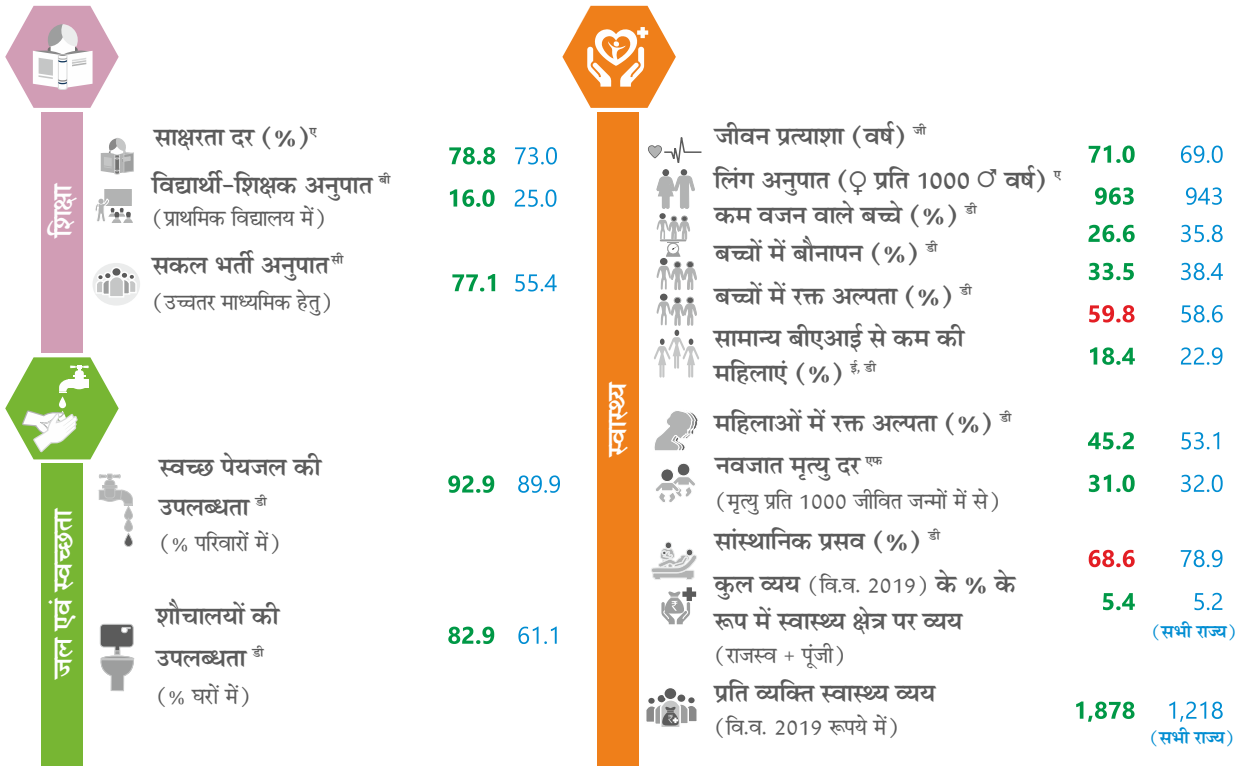 शिक्षा
साक्षरता दर (%)ए
78.8 73.0
विद्यार्थी-शिक्षक अनुपात बी
16.0 25.0
(प्राथमिक विद्यालय में)
सकल भर्ती अनुपातसी
77.1 55.4
(उच्चतर माध्यमिक हेतु)
जल एवं स्वच्छता
स्वच्छ पेयजल की
92.9 89.9
उपलब्धता डी
(% परिवारों में)
शौचालयों की
82.9 61.1
उपलब्धता डी
(% घरों में)
स्वास्थ्य
जीवन प्रत्याशा (वर्ष) जी
71.0 69.0
लिंग अनुपात (♀ प्रति 1000 ♂ वर्ष) ए
963 943
कम वजन वाले बच्चे (%) डी
26.6 35.8
बच्चों में बौनापन (%) डी
33.5 38.4
बच्चों में रक्त अल्पता (%) डी
59.8 58.6
सामान्य बीएआई से कम की
18.4 22.9
महिलाएं (%) ई, डी
महिलाओं में रक्त अल्पता (%) डी
45.2 53.1
नवजात मृत्यु दर एफ
31.0 32.0
(मृत्यु प्रति 1000 जीवित जन्मों में से)
सांस्थानिक प्रसव (%) डी
68.6 78.9
कुल व्यय (वि.व. 2019) के % के
5.4 5.2
रूप में स्वास्थ्य क्षेत्र पर व्यय
(सभी राज्य)
(राजस्व + पूंजी)
प्रति व्यक्ति स्वास्थ्य व्यय
1,878 1,218
(वि.व. 2019 रूपये में)
(सभी राज्य)